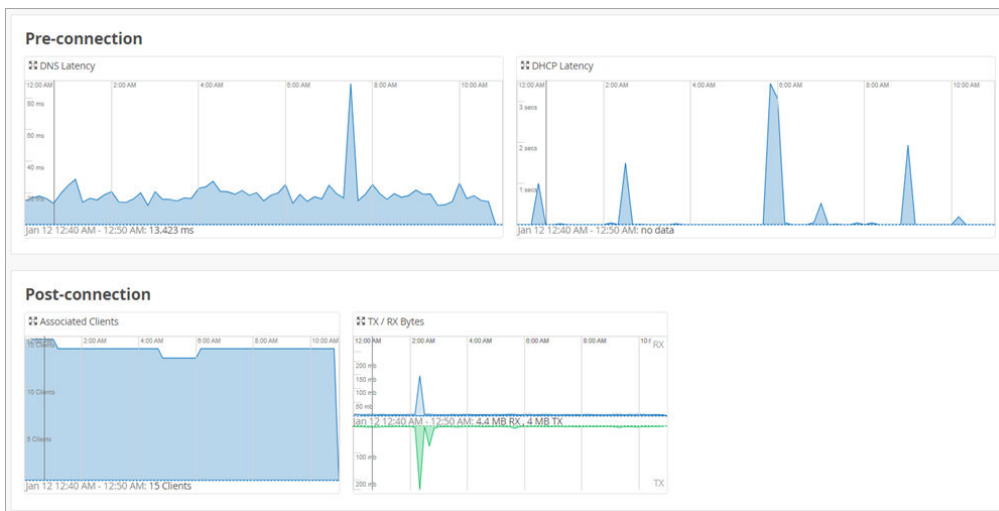 Pre-connection
DNS Latency
12:00 AM 2:00 AM 4:00 AM 6:00 AM 8:00 AM 10:00 AM
80 ms
60 ms
40 ms
20 ms
Jan 12 12:40 AM - 12:50 AM: 13.423 ms
DHCP Latency
12:00 AM 2:00 AM 4:00 AM 6:00 AM 8:00 AM 10:00 AM
3 secs
2 secs
1 secs
Jan 12 12:40 AM - 12:50 AM: no data
Post-connection
Associated Clients
2:00 AM 4:00 AM 6:00 AM 8:00 AM 10:00 AM
15 Clients
10 Clients
5 Clients
Jan 12 12:40 AM - 12:50 AM: 15 Clients
TX / RX Bytes
12:00 AM 2:00 AM 4:00 AM 6:00 AM 8:00 AM RX
200 mb
150 mb
100 mb
50 mb
Jan 12 12:40 AM - 12:50 AM: 4.4 MB RX , 4 MB TX
100 mb
200 mb TX